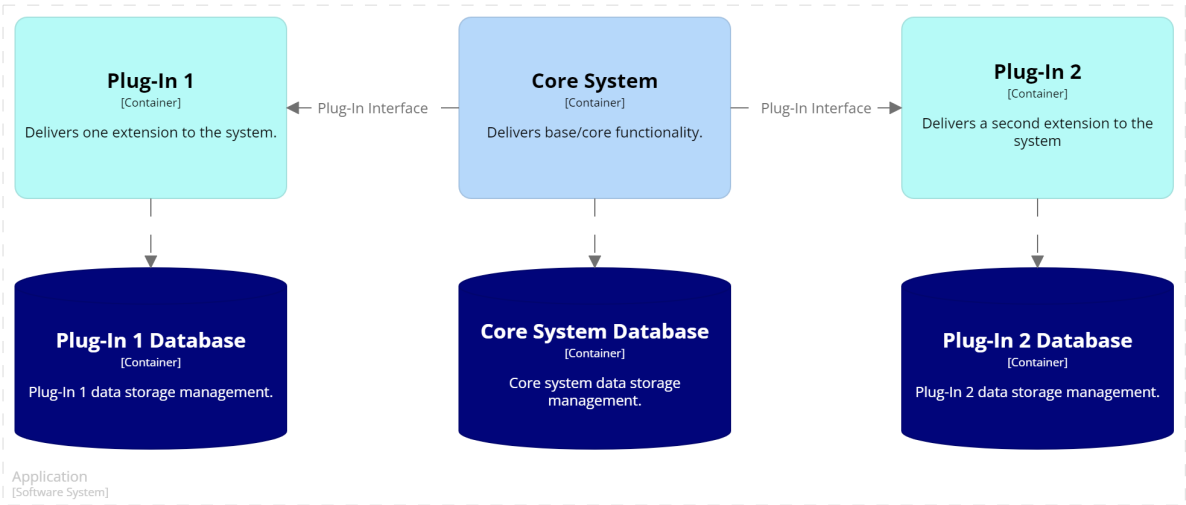 Plug-In 1
[Container]
Delivers one extension to the system.
Plug-In Interface
Core System
[Container]
Delivers base/core functionality.
Plug-In Interface
Plug-In 2
[Container]
Delivers a second extension to the
system
Plug-In 1 Database
[Container]
Plug-In 1 data storage management.
Core System Database
[Container]
Core system data storage
management.
Plug-In 2 Database
[Container]
Plug-In 2 data storage management.
Application
[Software System]